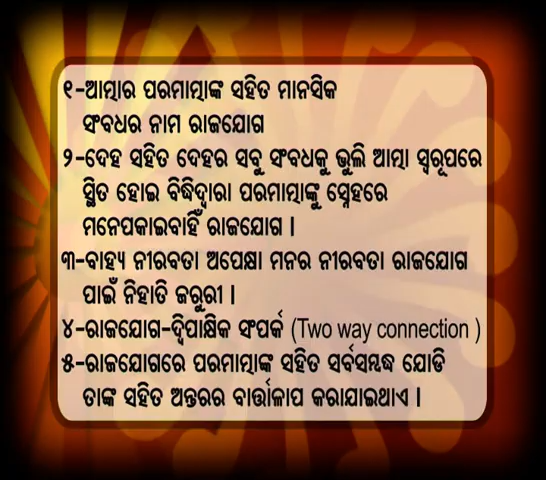 ୧-ଆତ୍ମାର ପରମାତ୍ମାଙ୍କ ସହିତ ମାନସିକ
ସଂବଧର ନାମ ରାଜଯୋଗ
୨-ଦେହ ସହିତ ଦେହର ସବୁ ସଂବଧକୁ ଭୁଲି ଆତ୍ମା ସ୍ୱରୂପରେ
ସ୍ଥିତ ହୋଇ ବିଦ୍ଧିଦ୍ୱାରା ପରମାତ୍ମାଙ୍କୁ ସ୍ନେହରେ
ମନେପକାଇବାହିଁ ରାଜଯୋଗ ।
୩-ବାହ୍ୟ ନୀରବତା ଅପେକ୍ଷା ମନର ନୀରବତା ରାଜଯୋଗ
ପାଇଁ ନିହାତି ଜରୁରୀ ।
୪-ରାଜଯୋଗ-ଦ୍ୱିପାକ୍ଷିକ ସଂପର୍କ (Two way connection )
୫-ରାଜଯୋଗରେ ପରମାତ୍ମାଙ୍କ ସହିତ ସର୍ବସମ୍ଭଦ୍ଧ ଯୋଡି
ତାଙ୍କ ସହିତ ଅନ୍ତରର ବାର୍ତ୍ତାଳାପ କରାଯାଇଥାଏ ।